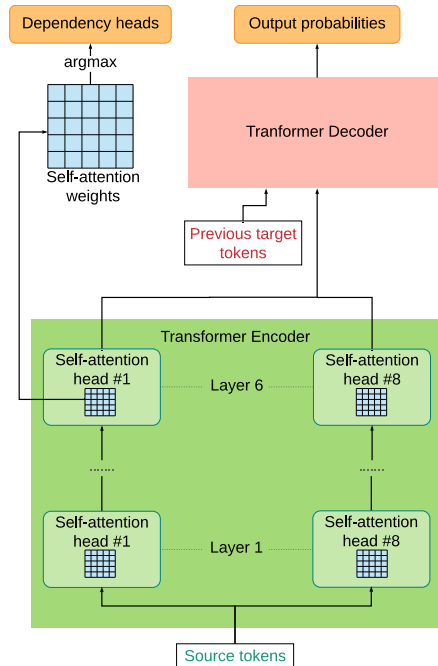 Dependency heads
Output probabilities
argmax
Self-attention
weights
Tranformer Decoder
Previous target
tokens
Transformer Encoder
Self-attention
head #1
Layer 6
Self-attention
head #8
......
......
Self-attention
head #1
Layer 1
Self-attention
head #8
Source tokens